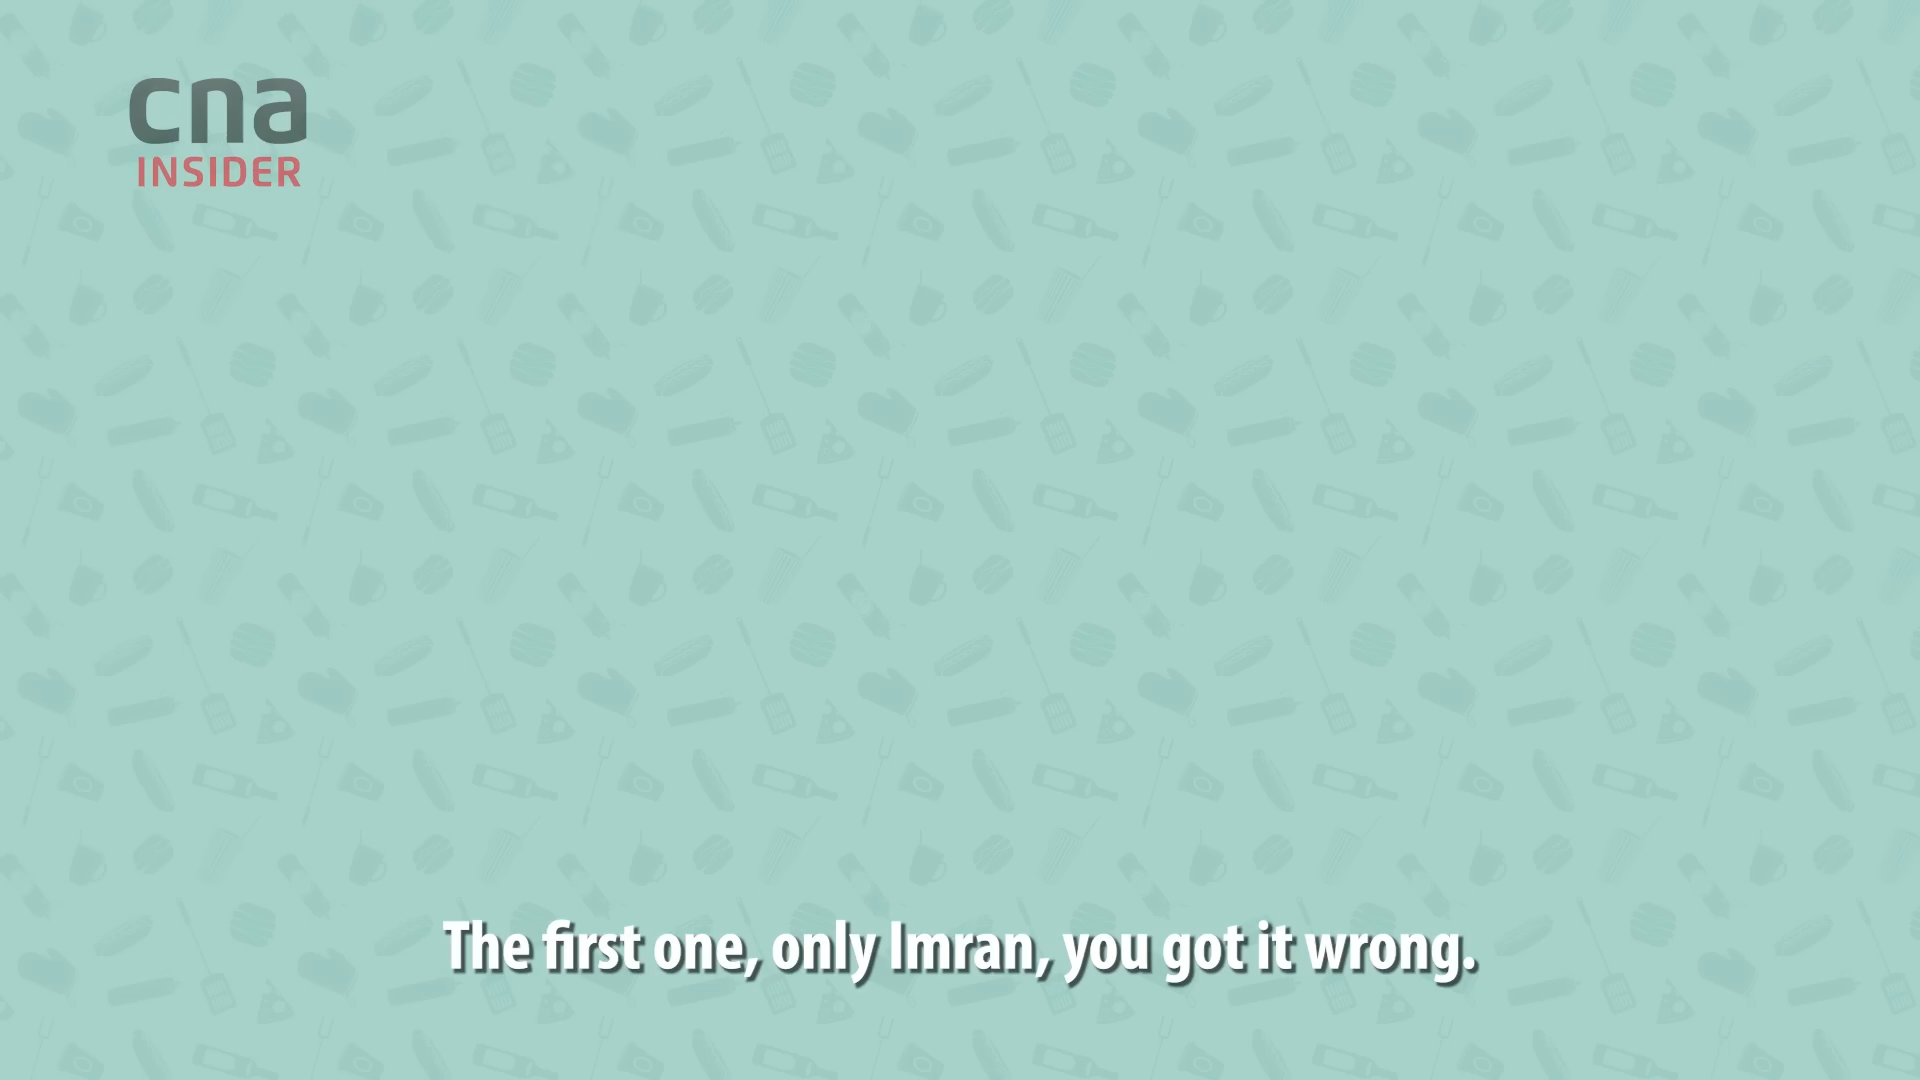 cna
INSIDER
The first one, only Imran, you got it wrong.